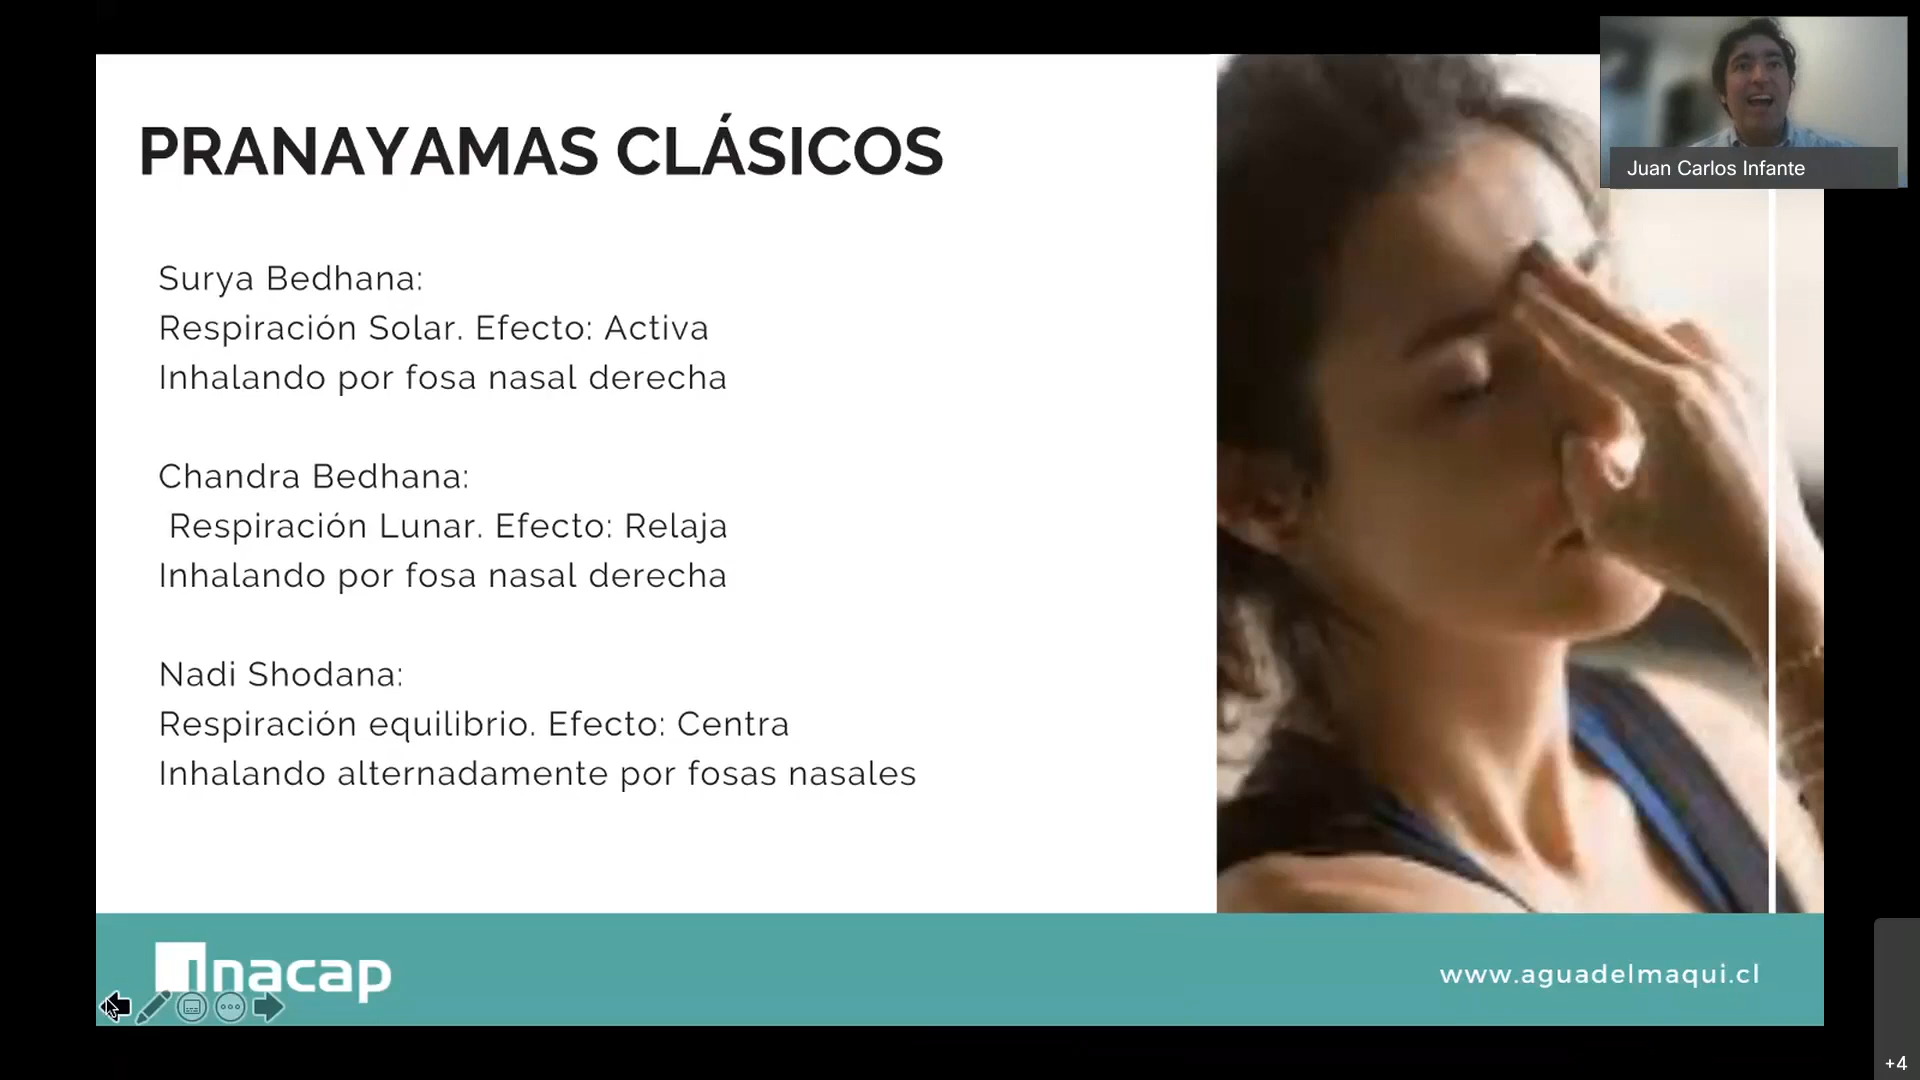 PRANAYAMAS CLÁSICOS
Surya Bedhana:
Respiración Solar. Efecto: Activa
Inhalando por fosa nasal derecha
Chandra Bedhana:
Respiración Lunar. Efecto: Relaja
Inhalando por fosa nasal derecha
Nadi Shodana:
Respiración equilibrio. Efecto: Centra
Inhalando alternadamente por fosas nasales
Juan Carlos Infante
inacap
www.aguadelmaqui.cl
+4